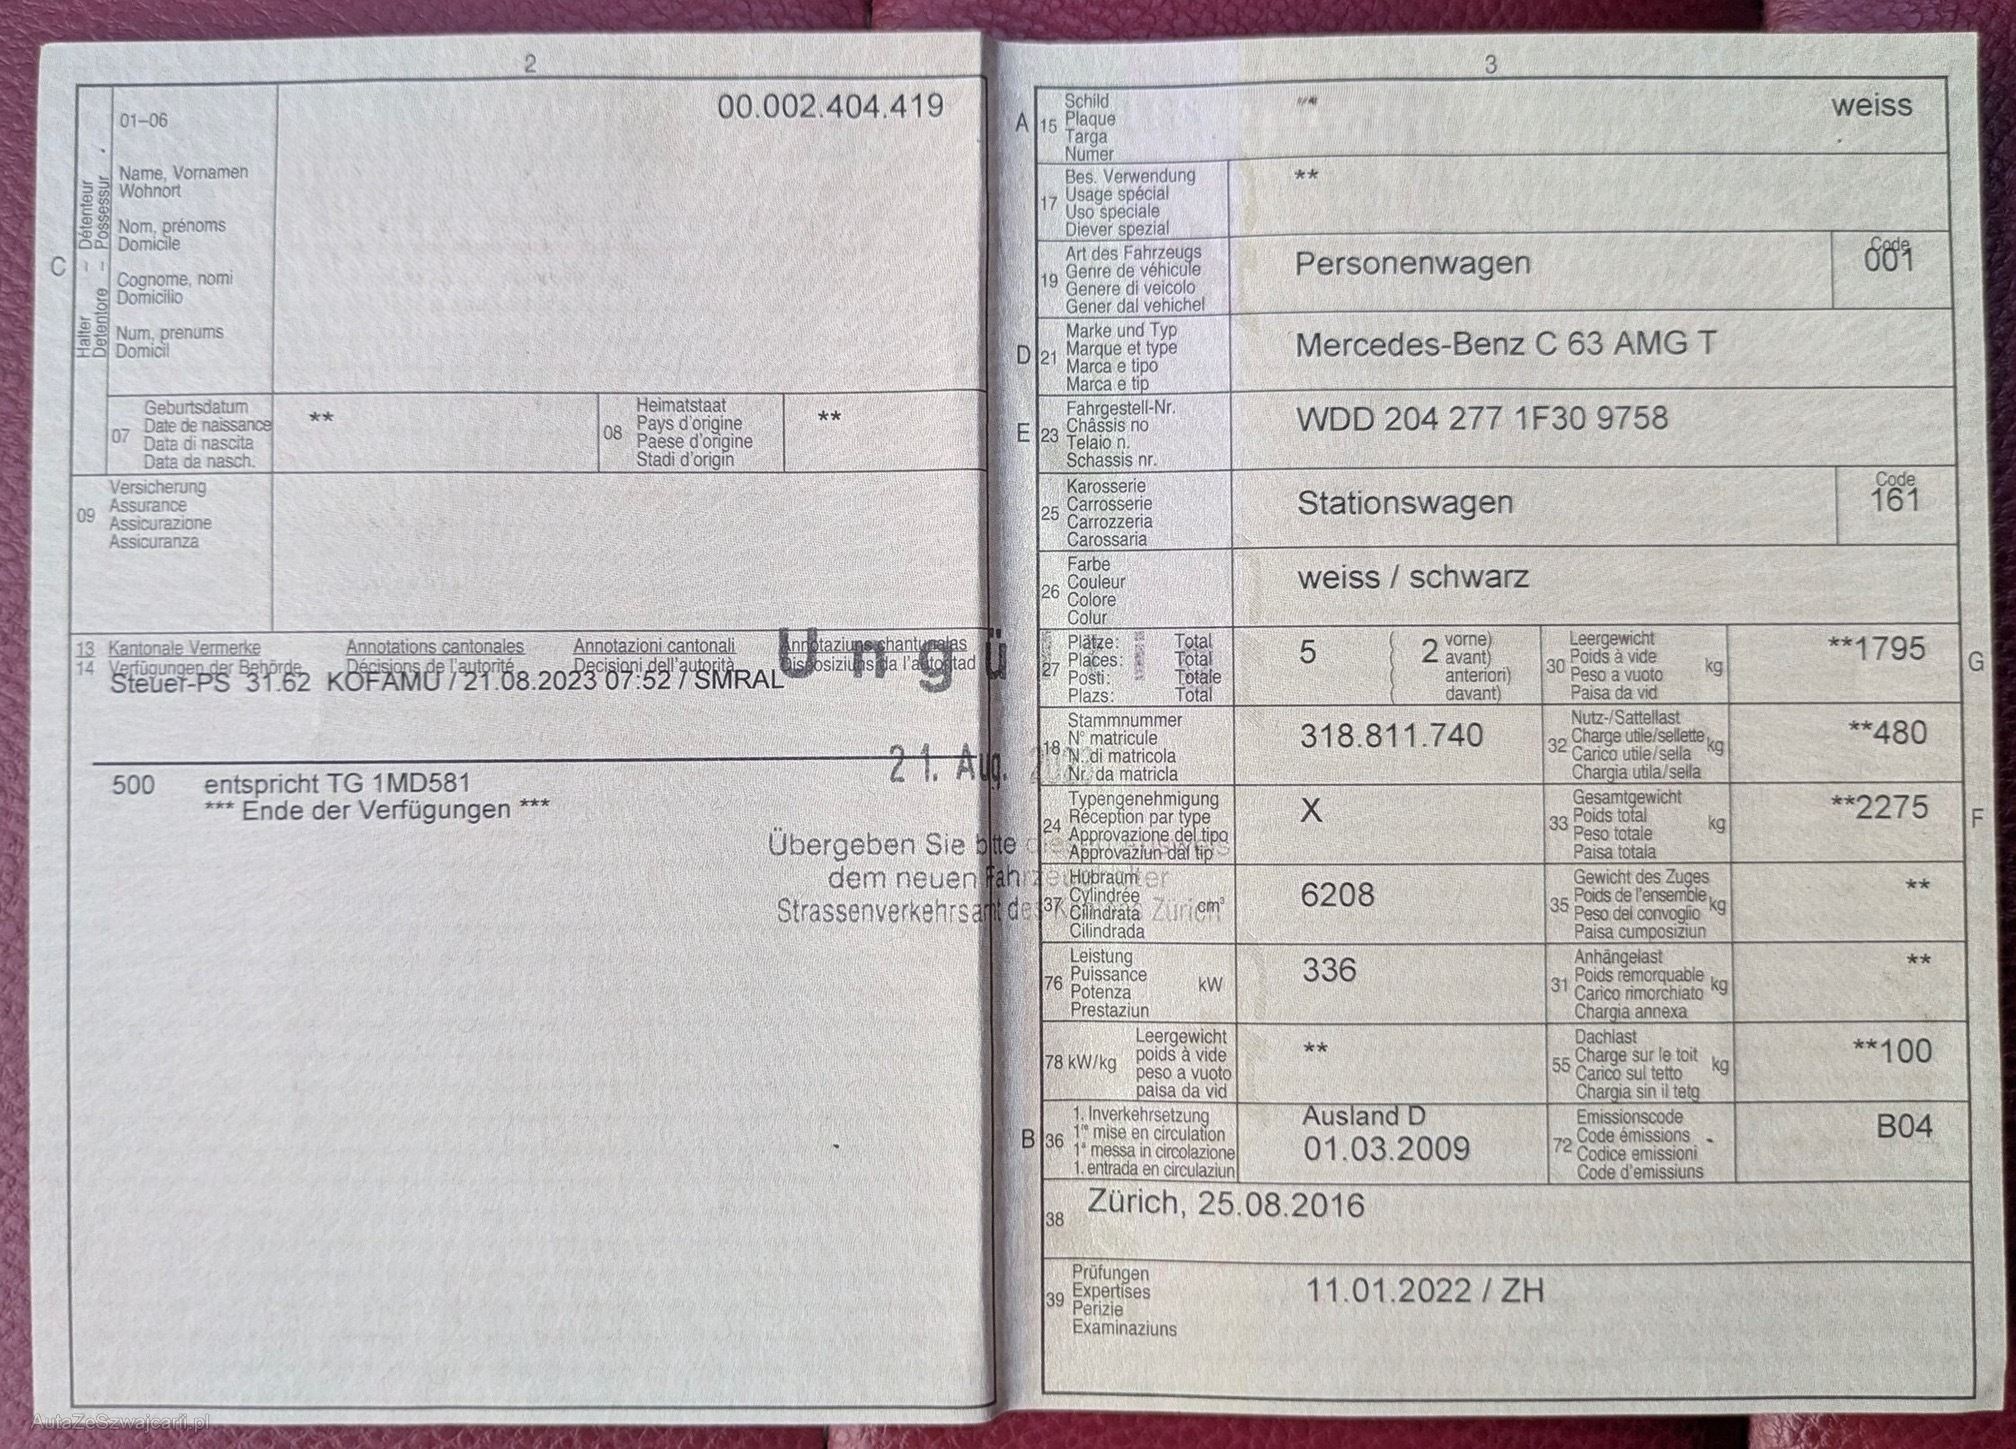 2
01–06
00.002.404.419
C
Halter – Détenteur
Detentore – Possessur
Name, Vornamen
Wohnort
Nom, prénoms
Domicile
Cognome, nomi
Domicilio
Num, prenums
Domicil
07
Geburtsdatum
Date de naissance
Data di nascita
Data da nasch.
**
08
Heimatstaat
Pays d'origine
Paese d'origine
Stadi d'origin
**
09
Versicherung
Assurance
Assicurazione
Assicuranza
13 Kantonale Vermerke Annotations cantonales Annotazioni cantonali Annotaziuns chantunalas
14 Verfügungen der Behörde Décisions de l'autorité Decisioni dell'autorità Disposiziuns da l'autoritad
Steuer-PS 31.62 KOFAMU / 21.08.2023 07:52 / SMRAL
U n g ü
21. Aug.
500 entspricht TG 1MD581
*** Ende der Verfügungen ***
Übergeben Sie bitte
dem neuen
Strassenverkehrsamt des Zürich
3
A
15
Schild
Plaque
Targa
Numer
weiss
17
Bes. Verwendung
Usage spécial
Uso speciale
Diever spezial
**
19
Art des Fahrzeugs
Genre de véhicule
Genere di veicolo
Gener dal vehichel
Personenwagen
Code
001
D
21
Marke und Typ
Marque et type
Marca e tipo
Marca e tip
Mercedes-Benz C 63 AMG T
E
23
Fahrgestell-Nr.
Châssis no
Telaio n.
Schassis nr.
WDD 204 277 1F30 9758
25
Karosserie
Carrosserie
Carrozzeria
Carossaria
Stationswagen
Code
161
26
Farbe
Couleur
Colore
Colur
weiss / schwarz
27
Plätze: Total
Places: Total
Posti: Totale
Plazs: Total
5
2
vorne)
avant)
anteriori)
davant)
30
Leergewicht
Poids à vide
Peso a vuoto
Paisa da vid
kg
**1795
G
18
Stammnummer
N° matricule
N. di matricola
Nr. da matricla
318.811.740
32
Nutz-/Sattellast
Charge utile/sellette
Carico utile/sella
Chargia utila/sella
kg
**480
24
Typengenehmigung
Réception par type
Approvazione del tipo
Approvaziun dal tip
X
33
Gesamtgewicht
Poids total
Peso totale
Paisa totala
kg
**2275
F
37
Hubraum
Cylindrée
Cilindrata
Cilindrada
cm³
6208
35
Gewicht des Zuges
Poids de l'ensemble
Peso del convoglio
Paisa cumposiziun
kg
**
76
Leistung
Puissance
Potenza
Prestaziun
kW
336
31
Anhängelast
Poids remorquable
Carico rimorchiato
Chargia annexa
kg
**
78 kW/kg
Leergewicht
poids à vide
peso a vuoto
paisa da vid
**
55
Dachlast
Charge sur le toit
Carico sul tetto
Chargia sin il tetg
kg
**100
B
36
1. Inverkehrsetzung
1re mise en circulation
1a messa in circolazione
1. entrada en circulaziun
Ausland D
01.03.2009
72
Emissionscode
Code émissions
Codice emissioni
Code d'emissiuns
B04
38
Zürich, 25.08.2016
39
Prüfungen
Expertises
Perizie
Examinaziuns
11.01.2022 / ZH
AutaZeSzwajcarii.pl